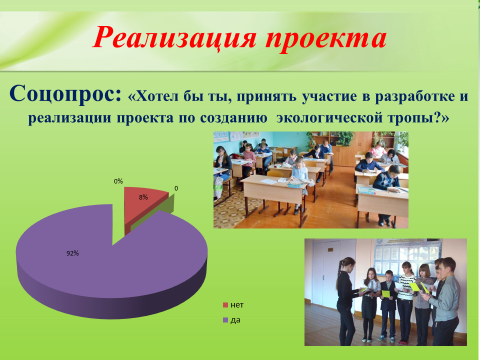 Реализация проекта
Соцопрос: «Хотел бы ты, принять участие в разработке и
реализации проекта по созданию экологической тропы?»
0%
0
8%
92%
нет
да